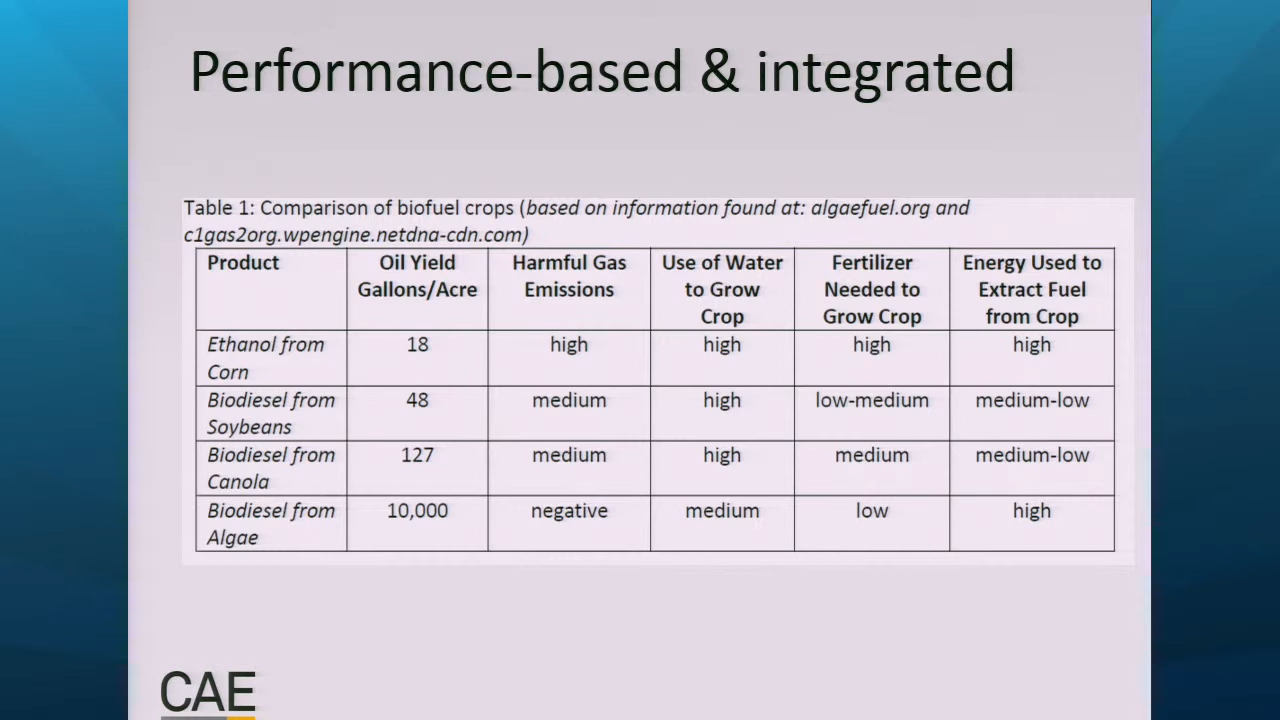 Performance-based & integrated
Table 1: Comparison of biofuel crops (based on information found at: algaefuel.org and
c1gas2org.wpengine.netdna-cdn.com)
Product Oil Yield Gallons/Acre Harmful Gas Emissions Use of Water to Grow Crop Fertilizer Needed to Grow Crop Energy Used to Extract Fuel from Crop
Ethanol from Corn 18 high high high high
Biodiesel from Soybeans 48 medium high low-medium medium-low
Biodiesel from Canola 127 medium high medium medium-low
Biodiesel from Algae 10,000 negative medium low high
CAE